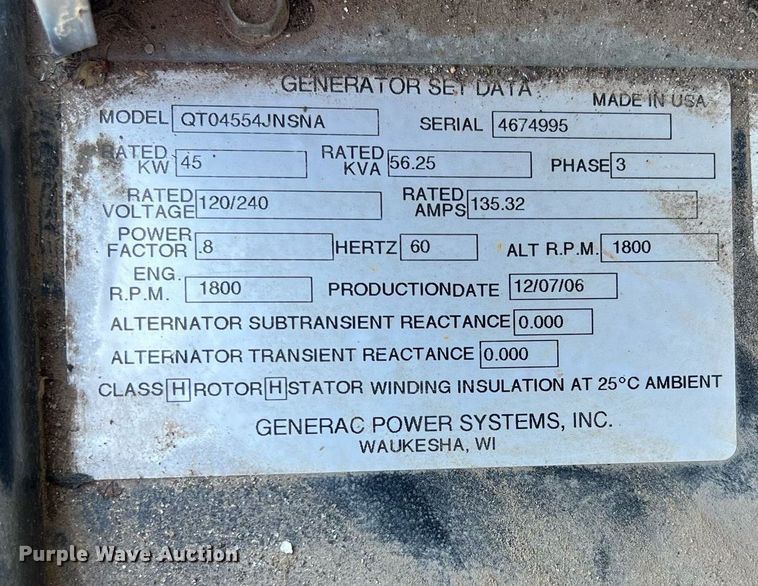 GENERATOR SET DATA
MADE IN USA
MODEL QT04554JNSNA SERIAL 4674995
RATED KW 45 RATED KVA 56.25 PHASE 3
RATED VOLTAGE 120/240 RATED AMPS 135.32
POWER FACTOR .8 HERTZ 60 ALT R.P.M. 1800
ENG. R.P.M. 1800 PRODUCTION DATE 12/07/06
ALTERNATOR SUBTRANSIENT REACTANCE 0.000
ALTERNATOR TRANSIENT REACTANCE 0.000
CLASS H ROTOR H STATOR WINDING INSULATION AT 25°C AMBIENT
GENERAC POWER SYSTEMS, INC.
WAUKESHA, WI
Purple Wave Auction